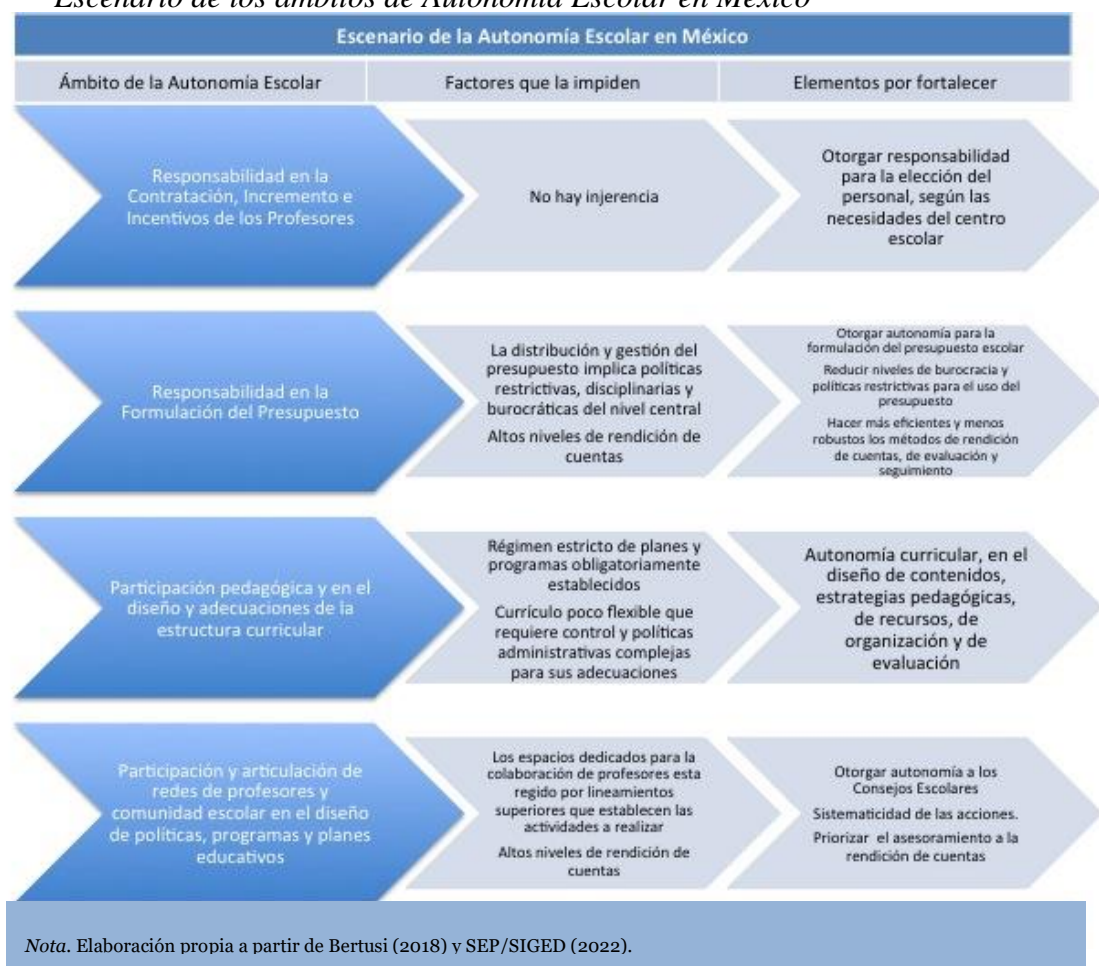 Escenario de los ámbitos de Autonomía Escolar en México
Escenario de la Autonomía Escolar en México
Ámbito de la Autonomía Escolar
Factores que la impiden
Elementos por fortalecer
Responsabilidad en la
Contratación, Incremento e
Incentivos de los Profesores
No hay injerencia
Otorgar responsabilidad
para la elección del
personal, según las
necesidades del centro
escolar
Responsabilidad en la
Formulación del Presupuesto
La distribución y gestión del
presupuesto implica políticas
restrictivas, disciplinarias y
burocráticas del nivel central
Altos niveles de rendición de
cuentas
Otorgar autonomía para la
formulación del presupuesto escolar
Reducir niveles de burocracia y
políticas restrictivas para el uso del
presupuesto
Hacer más eficientes y menos
robustos los métodos de rendición
de cuentas, de evaluación y
seguimiento
Participación pedagógica y en el
diseño y adecuaciones de la
estructura curricular
Régimen estricto de planes y
programas obligatoriamente
establecidos
Currículo poco flexible que
requiere control y políticas
administrativas complejas
para sus adecuaciones
Autonomía curricular, en el
diseño de contenidos,
estrategias pedagógicas,
de recursos, de
organización y de
evaluación
Participación y articulación de
redes de profesores y
comunidad escolar en el diseño
de políticas, programas y planes
educativos
Los espacios dedicados para la
colaboración de profesores esta
regido por lineamientos
superiores que establecen las
actividades a realizar
Altos niveles de rendición de
cuentas
Otorgar autonomía a los
Consejos Escolares
Sistematicidad de las acciones.
Priorizar el asesoramiento a la
rendición de cuentas
Nota. Elaboración propia a partir de Bertusi (2018) y SEP/SIGED (2022).